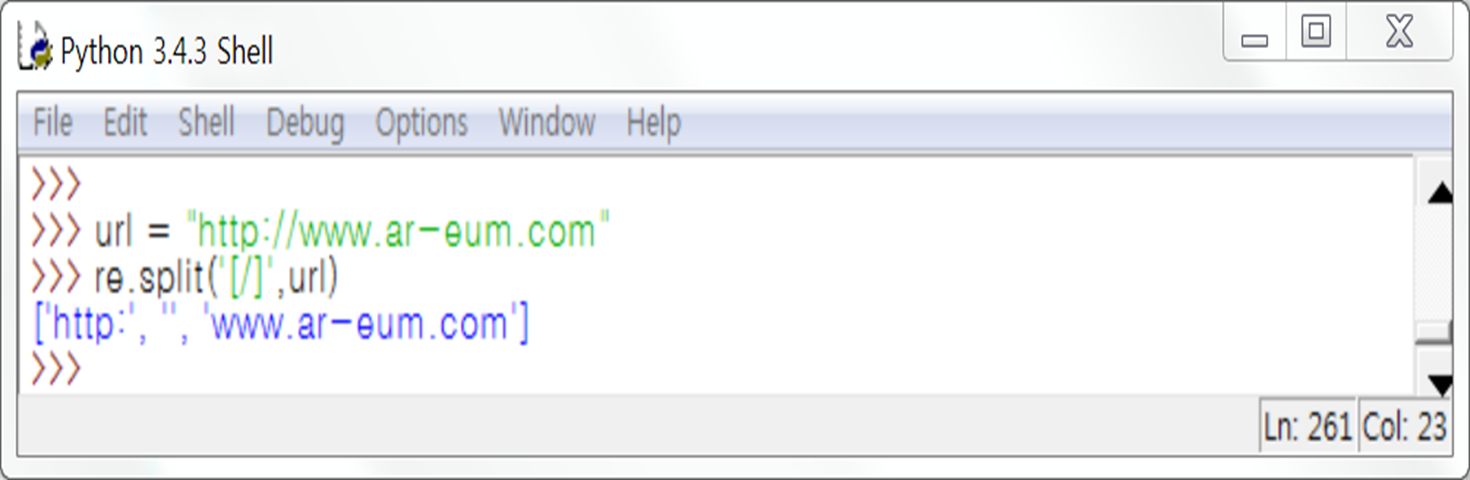 Python 3.4.3 Shell
File Edit Shell Debug Options Window Help
>>>
>>> url = "http://www.ar-eum.com"
>>> re.split('[/]',url)
['http:', '', 'www.ar-eum.com']
>>>
Ln: 261 Col: 23